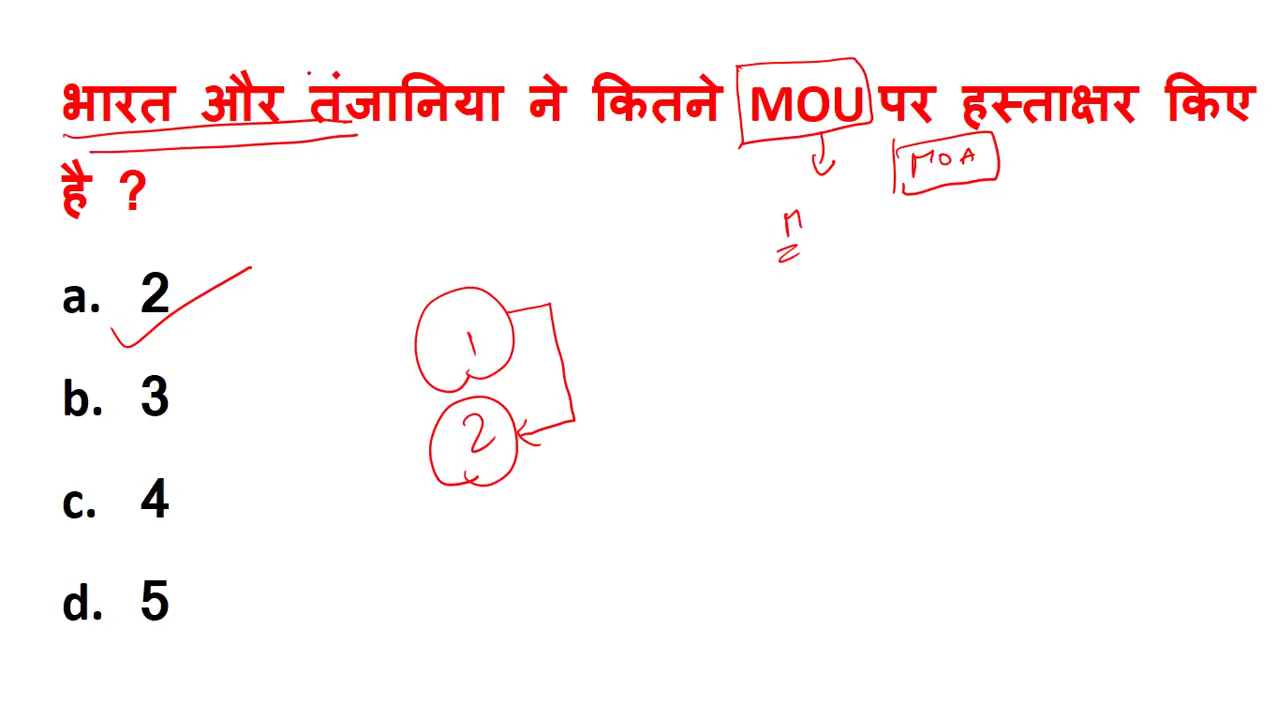 भारत और तंजानिया ने कितने MOU पर हस्ताक्षर किए
MOA
है ?
M
a. 2
1
b. 3
2
c. 4
d. 5